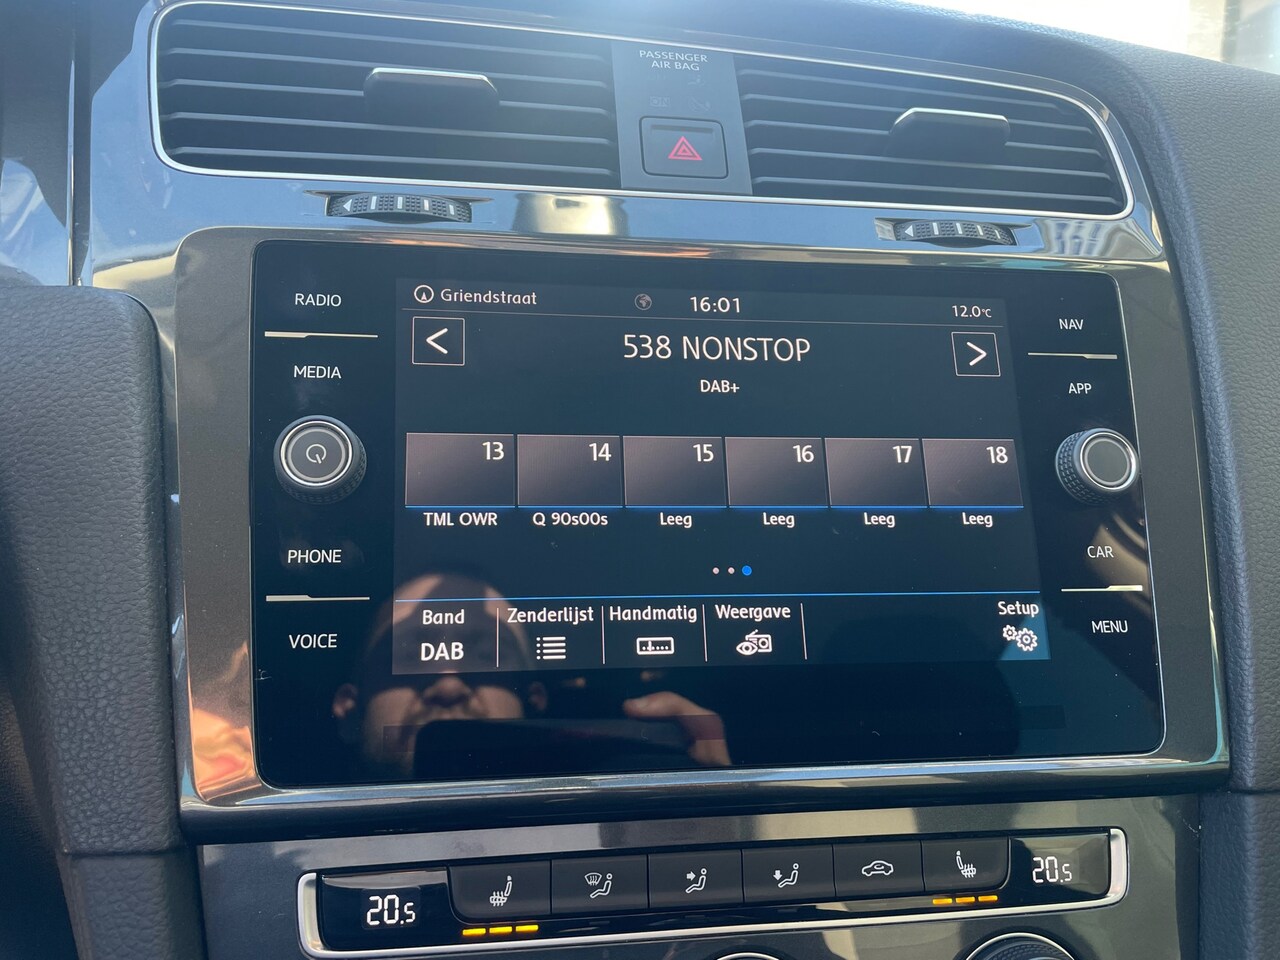 PASSENGER
AIR BAG
RADIO
MEDIA
PHONE
VOICE
Griendstraat
16:01
12.0°C
<
538 NONSTOP
>
DAB+
13
14
15
16
17
18
TML OWR
Q 90s00s
Leeg
Leeg
Leeg
Leeg
Band
DAB
Zenderlijst
Handmatig
Weergave
Setup
NAV
APP
CAR
MENU
20.5
20.5